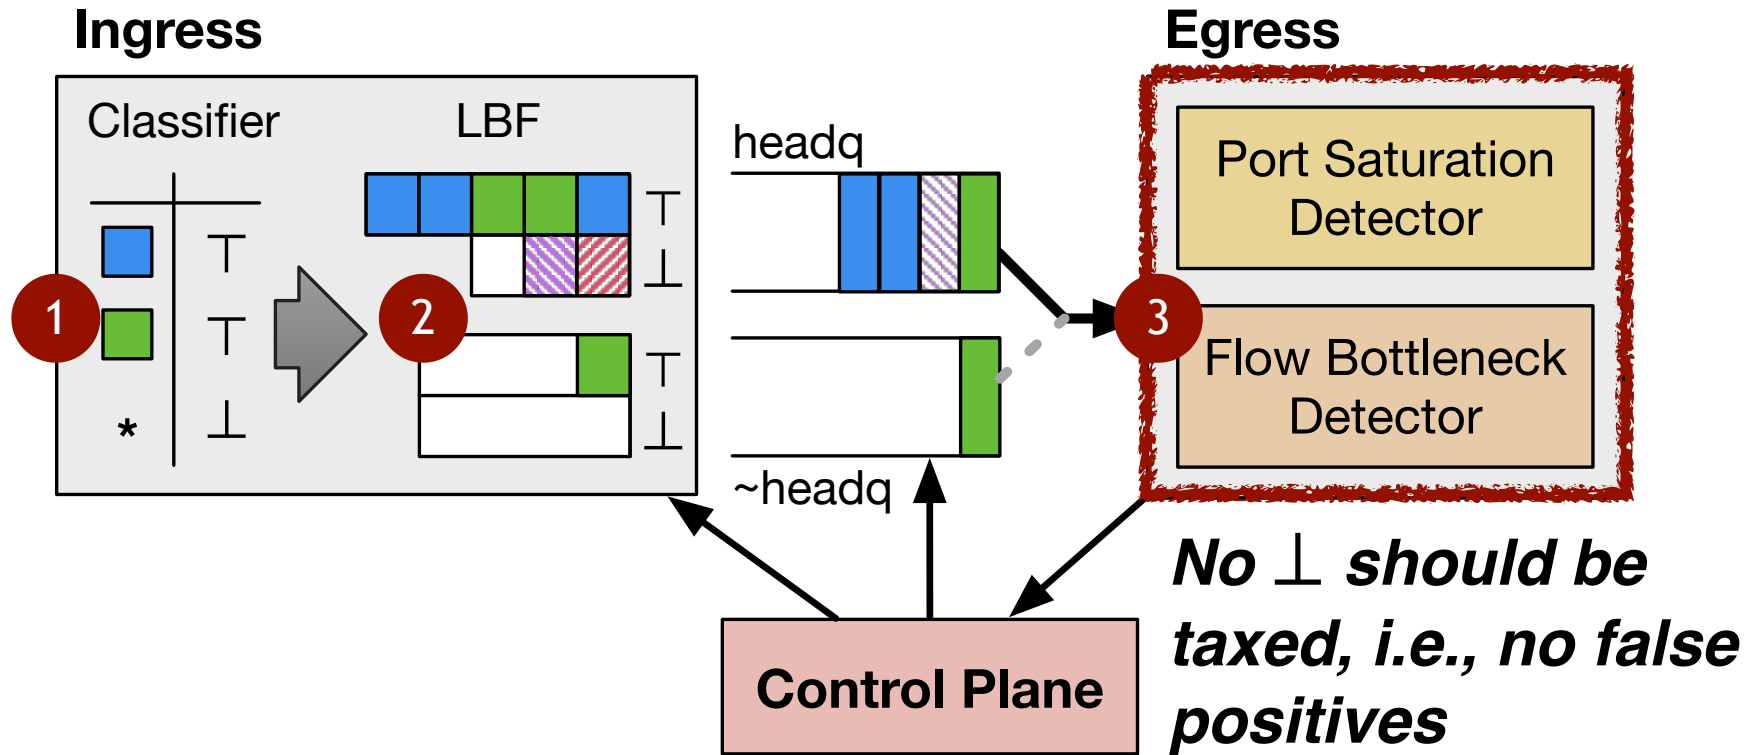 Ingress
Egress
Classifier
LBF
⊤
⊤
* ⊥
⊤
⊥
⊤
⊥
1
2
3
headq
~headq
Port Saturation
Detector
Flow Bottleneck
Detector
Control Plane
No ⊥ should be
taxed, i.e., no false
positives